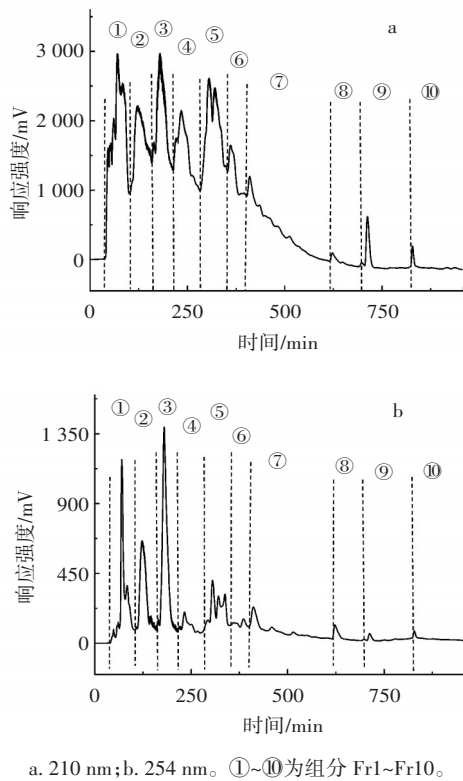 ① ② ③ ④ ⑤ ⑥ ⑦ ⑧ ⑨ ⑩
a
3 000
2 000
1 000
0
响应强度/mV
0 250 500 750
时间/min
① ② ③ ④ ⑤ ⑥ ⑦ ⑧ ⑨ ⑩
b
1 350
900
450
0
响应强度/mV
0 250 500 750
时间/min
a. 210 nm;b. 254 nm。①~⑩为组分 Fr1~Fr10。